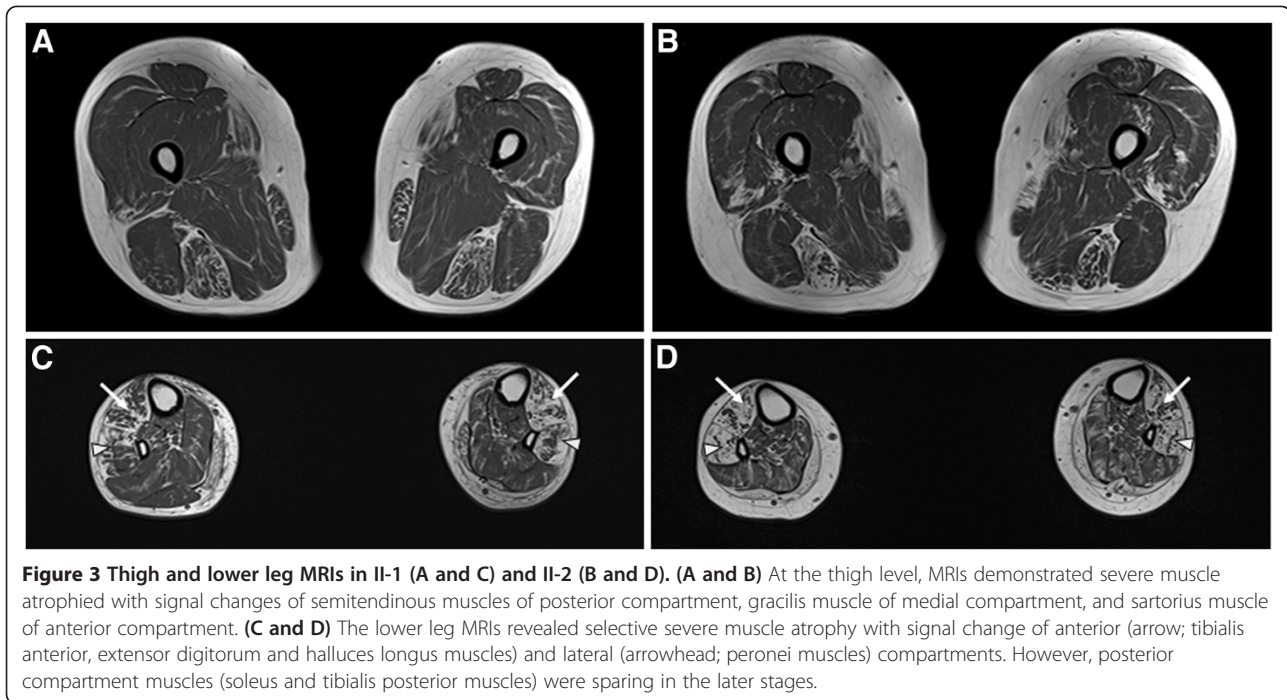 A
B
C
D
Figure 3 Thigh and lower leg MRIs in II-1 (A and C) and II-2 (B and D). (A and B) At the thigh level, MRIs demonstrated severe muscle
atrophied with signal changes of semitendinous muscles of posterior compartment, gracilis muscle of medial compartment, and sartorius muscle
of anterior compartment. (C and D) The lower leg MRIs revealed selective severe muscle atrophy with signal change of anterior (arrow; tibialis
anterior, extensor digitorum and halluces longus muscles) and lateral (arrowhead; peronei muscles) compartments. However, posterior
compartment muscles (soleus and tibialis posterior muscles) were sparing in the later stages.